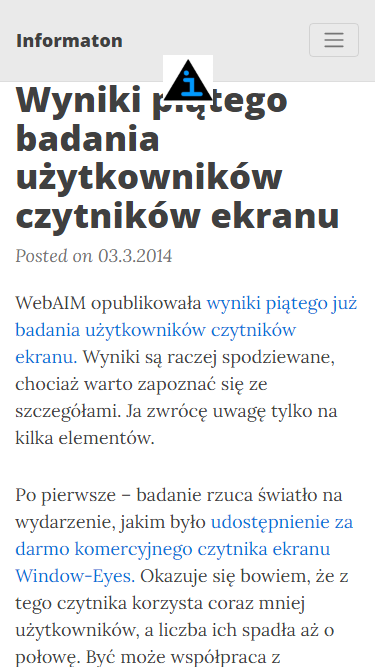 Informaton
Wyniki piątego
badania
użytkowników
czytników ekranu
Posted on 03.3.2014
WebAIM opublikowała wyniki piątego już
badania użytkowników czytników
ekranu. Wyniki są raczej spodziewane,
chociaż warto zapoznać się ze
szczegółami. Ja zwrócę uwagę tylko na
kilka elementów.
Po pierwsze – badanie rzuca światło na
wydarzenie, jakim było udostępnienie za
darmo komercyjnego czytnika ekranu
Window-Eyes. Okazuje się bowiem, że z
tego czytnika korzysta coraz mniej
użytkowników, a liczba ich spadła aż o
połowę. Być może współpraca z